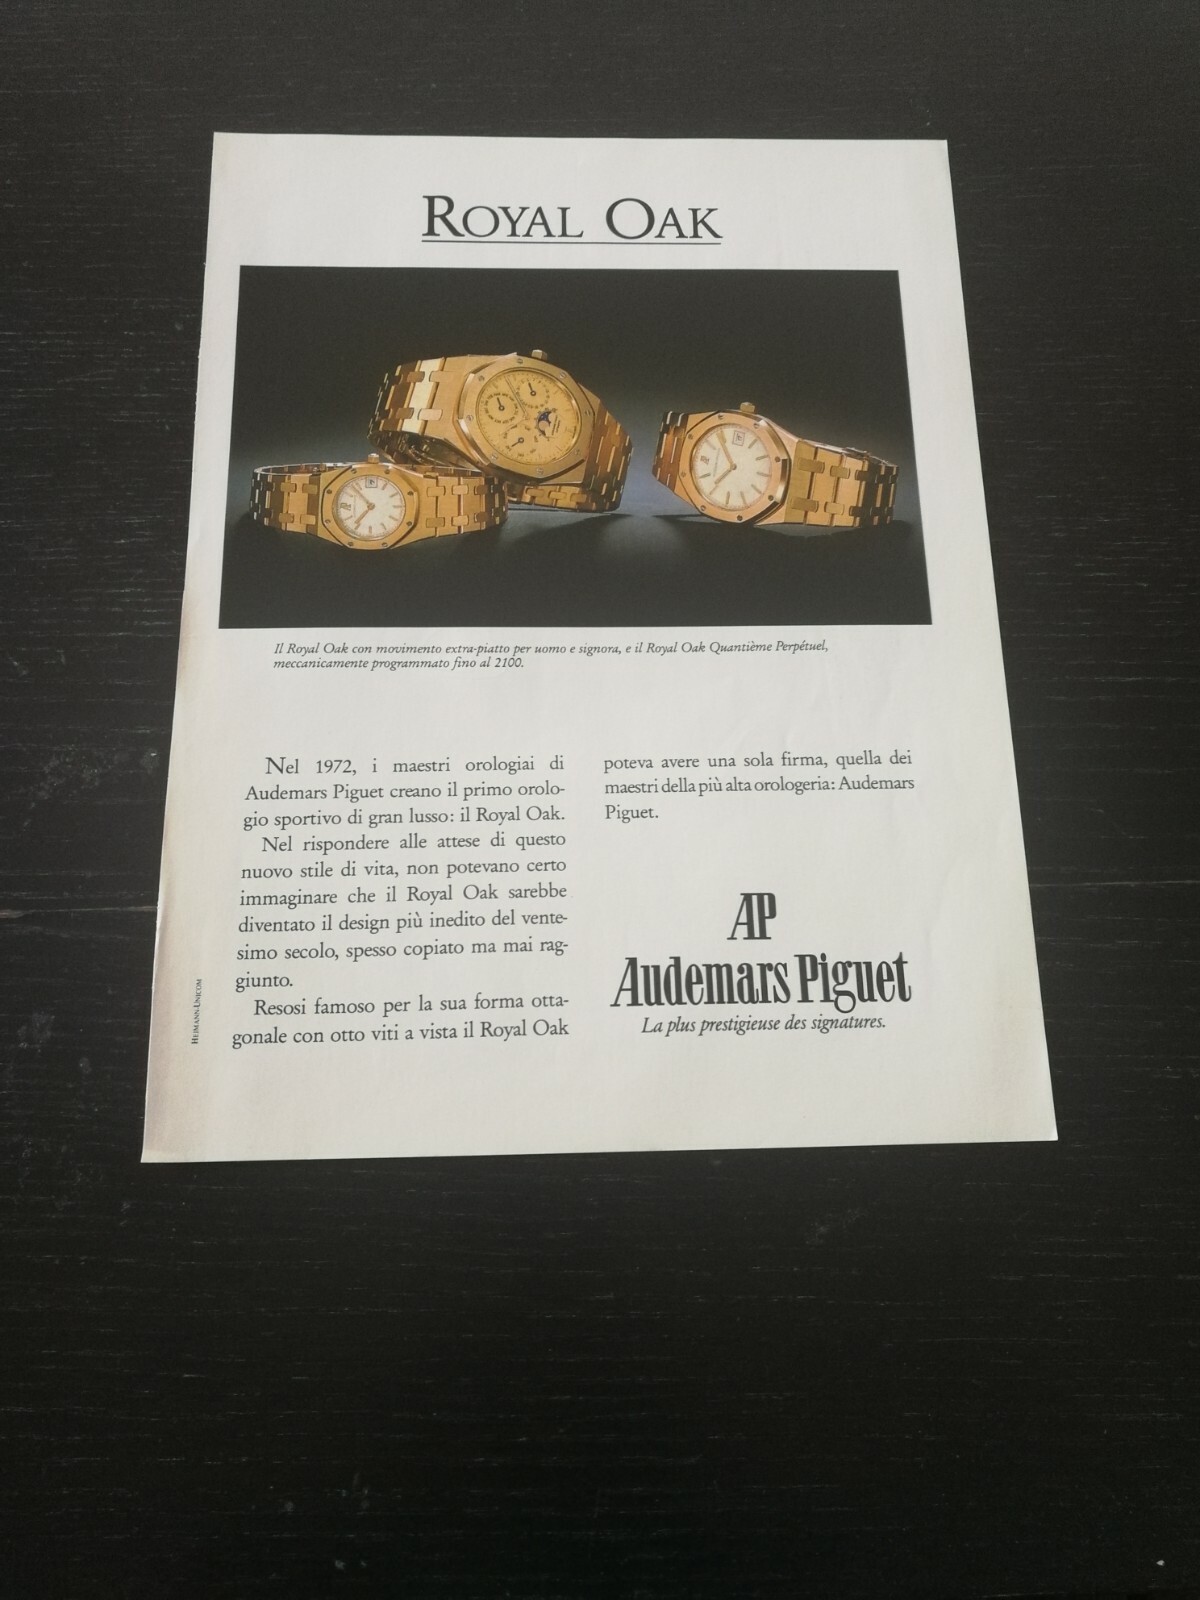 ROYAL OAK
Il Royal Oak con movimento extra-piatto per uomo e signora, e il Royal Oak Quantième Perpétuel,
meccanicamente programmato fino al 2100.
Nel 1972, i maestri orologiai di
Audemars Piguet creano il primo orolo-
gio sportivo di gran lusso: il Royal Oak.
Nel rispondere alle attese di questo
nuovo stile di vita, non potevano certo
immaginare che il Royal Oak sarebbe
diventato il design più inedito del vente-
simo secolo, spesso copiato ma mai rag-
giunto.
Resosi famoso per la sua forma otta-
gonale con otto viti a vista il Royal Oak
poteva avere una sola firma, quella dei
maestri della più alta orologeria: Audemars
Piguet.
AP
Audemars Piguet
La plus prestigieuse des signatures.
HEIMANN-UNICOM